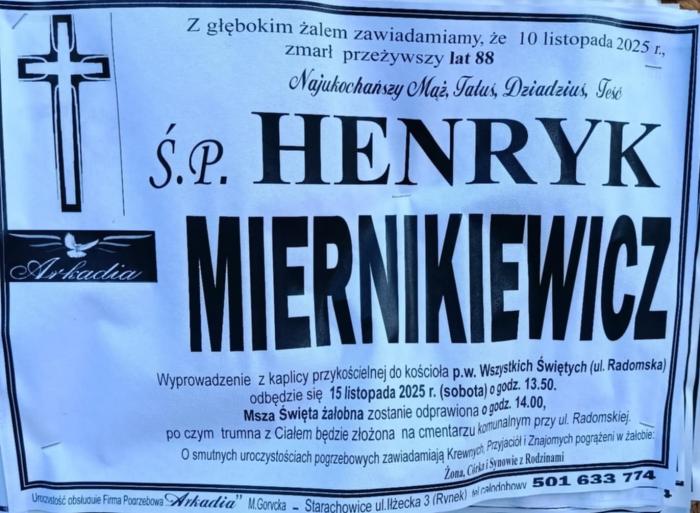 Z głębokim żalem zawiadamiamy, że 10 listopada 2025 r.,
zmarł przeżywszy lat 88
Najukochańszy Mąż, Tatuś, Dziadziuś, Teść
Ś.P. HENRYK
MIERNIKIEWICZ
Arkadia
Wyprowadzenie z kaplicy przykościelnej do kościoła p.w. Wszystkich Świętych (ul. Radomska)
odbędzie się 15 listopada 2025 r. (sobota) o godz. 13.50.
Msza Święta żałobna zostanie odprawiona o godz. 14.00,
po czym trumna z Ciałem będzie złożona na cmentarzu komunalnym przy ul. Radomskiej.
O smutnych uroczystościach pogrzebowych zawiadamiają Krewnych, Przyjaciół i Znajomych pogrążeni w żałobie:
Żona, Córka i Synowie z Rodzinami
Uroczystość obsługuje Firma Pogrzebowa "Arkadia" M.Gorycka - Starachowice ul.Iłżecka 3 (Rynek) tel całodobowy 501 633 774